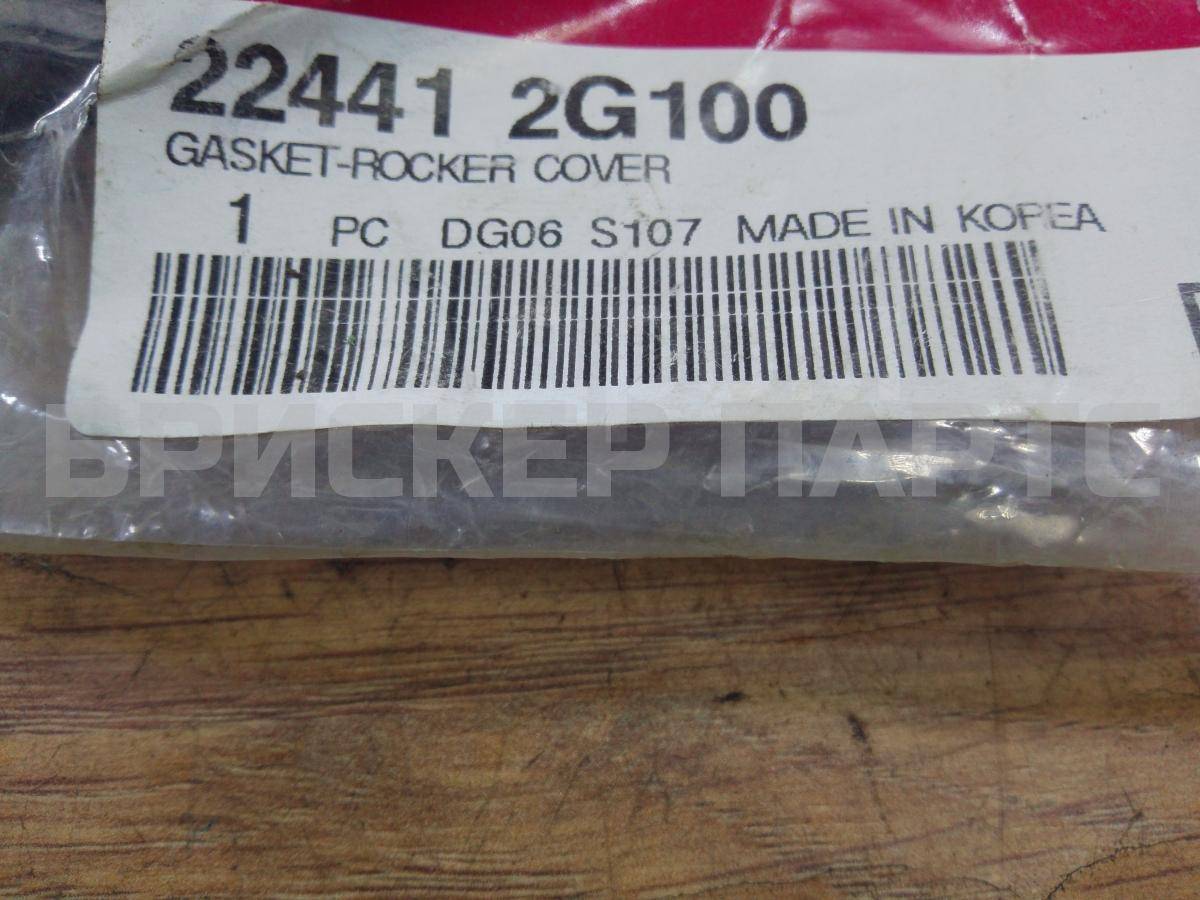 22441 2G100
GASKET-ROCKER COVER
1 PC DG06 S107 MADE IN KOREA
БРИСКЕР ПАРТС